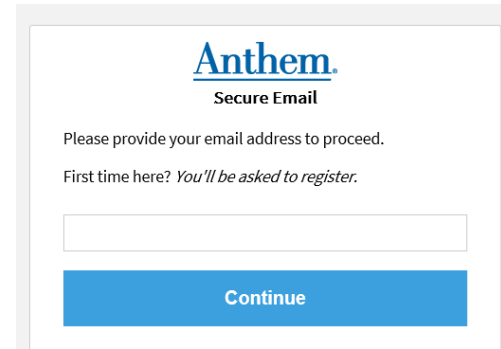 Anthem.
Secure Email
Please provide your email address to proceed.
First time here? You'll be asked to register.
Continue